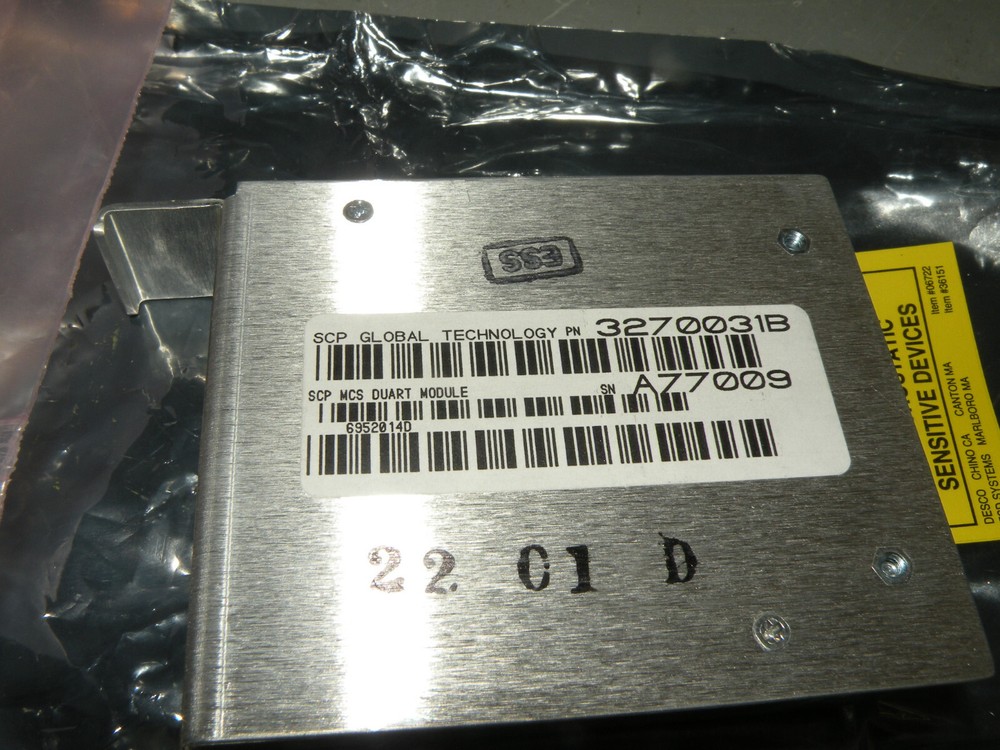 SS3
SCP GLOBAL TECHNOLOGY PN 3270031B
SCP MCS DUART MODULE SN A77009
6952014D
22 01 D
SENSITIVE DEVICES
DESCO CHINO CA CANTON MA
SYSTEMS MARLBORO MA
Item #06722
Item #36151